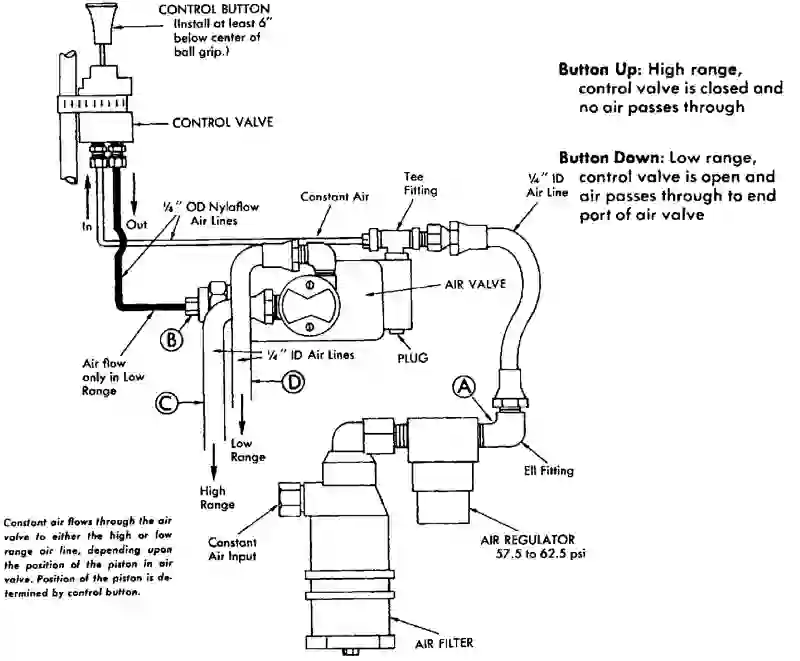 CONTROL BUTTON
(Install at least 6"
below center of
ball grip.)
Button Up: High range,
control valve is closed and
no air passes through
CONTROL VALVE
Button Down: Low range,
control valve is open and
air passes through to end
port of air valve
Tee
Fitting
¼" ID
Air Line
Constant Air
¼" OD Nylaflow
Air Lines
In
Out
AIR VALVE
B
¼" ID Air Lines
PLUG
Air flow
only in Low
Range
D
A
C
Low
Range
Ell Fitting
High
Range
Constant air flows through the air
valve to either the high or low
range air line, depending upon
the position of the piston in air
valve. Position of the piston is de-
termined by control button.
Constant
Air Input
AIR REGULATOR
57.5 to 62.5 psi
AIR FILTER